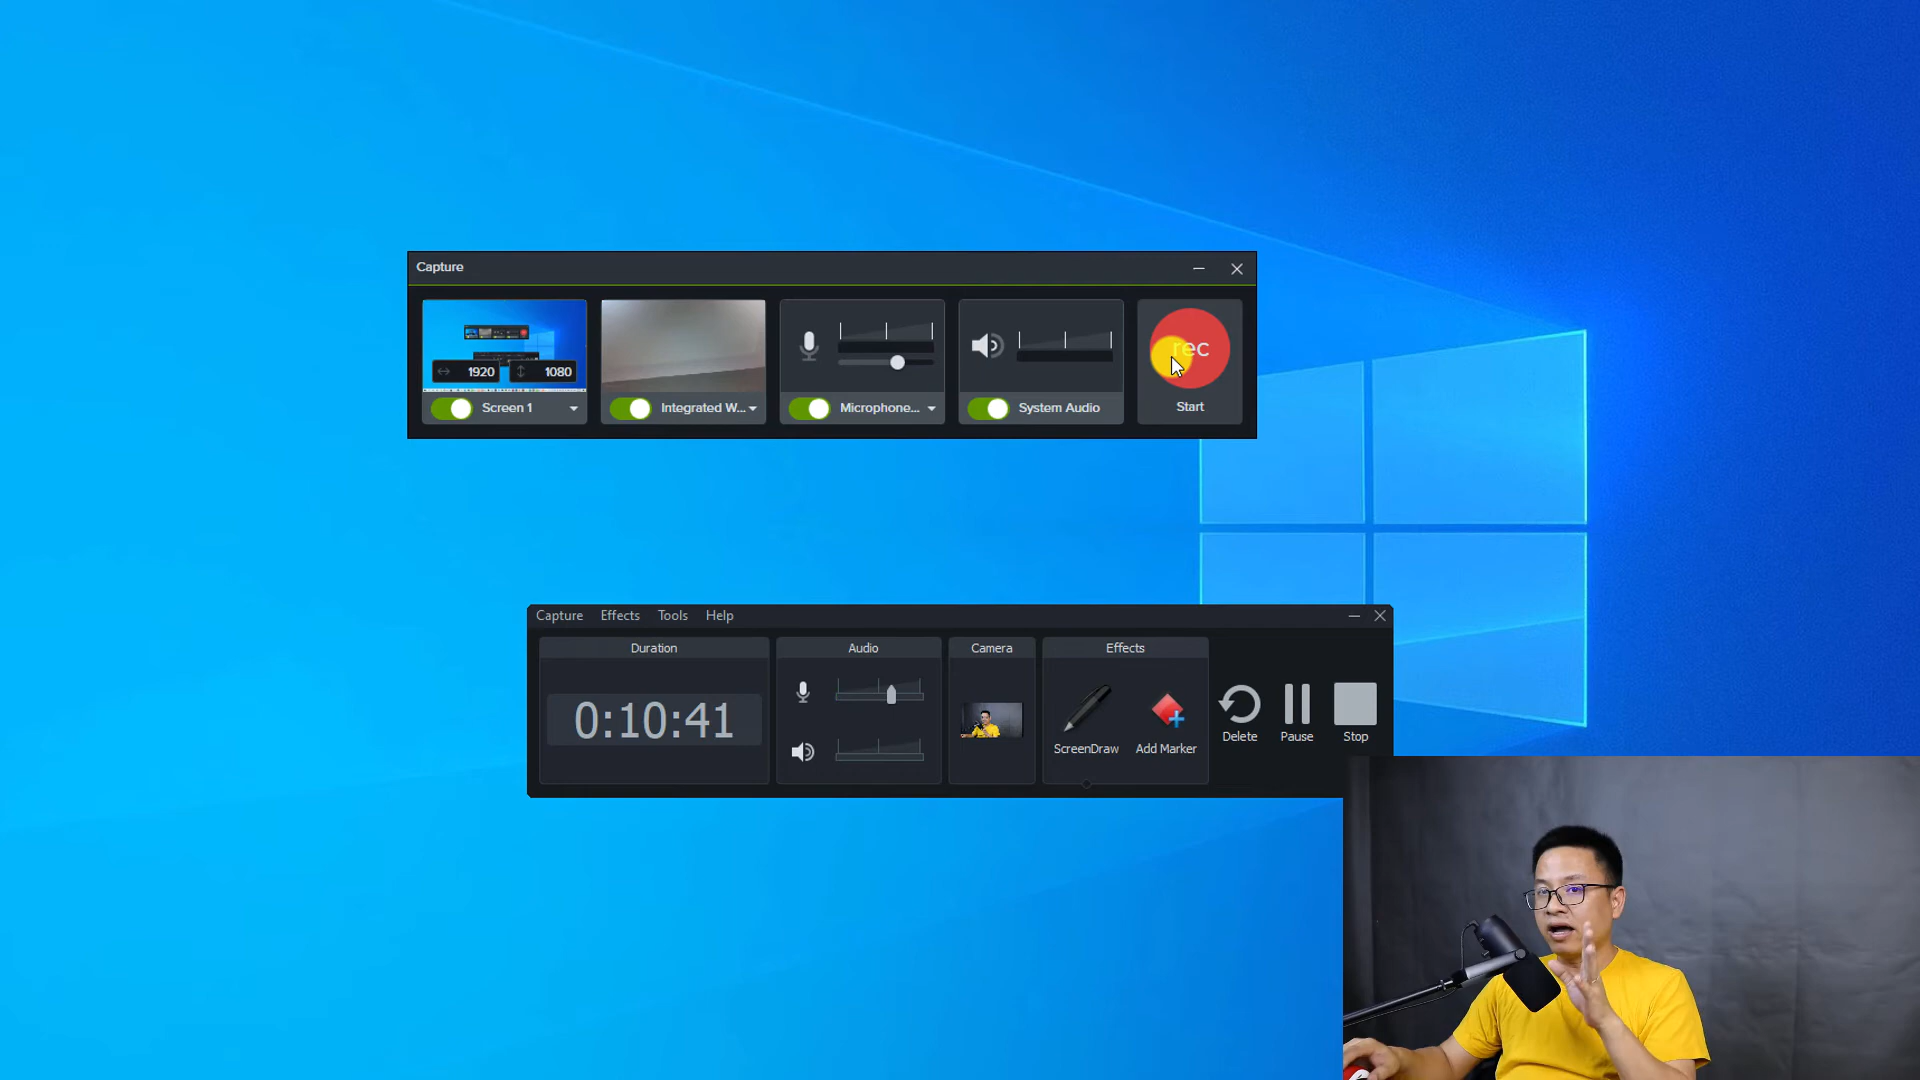 Capture
1920 1080
Screen 1 Integrated W... Microphone... System Audio
rec
Start
Capture Effects Tools Help
Duration Audio Camera Effects
0:10:41
ScreenDraw Add Marker Delete Pause Stop